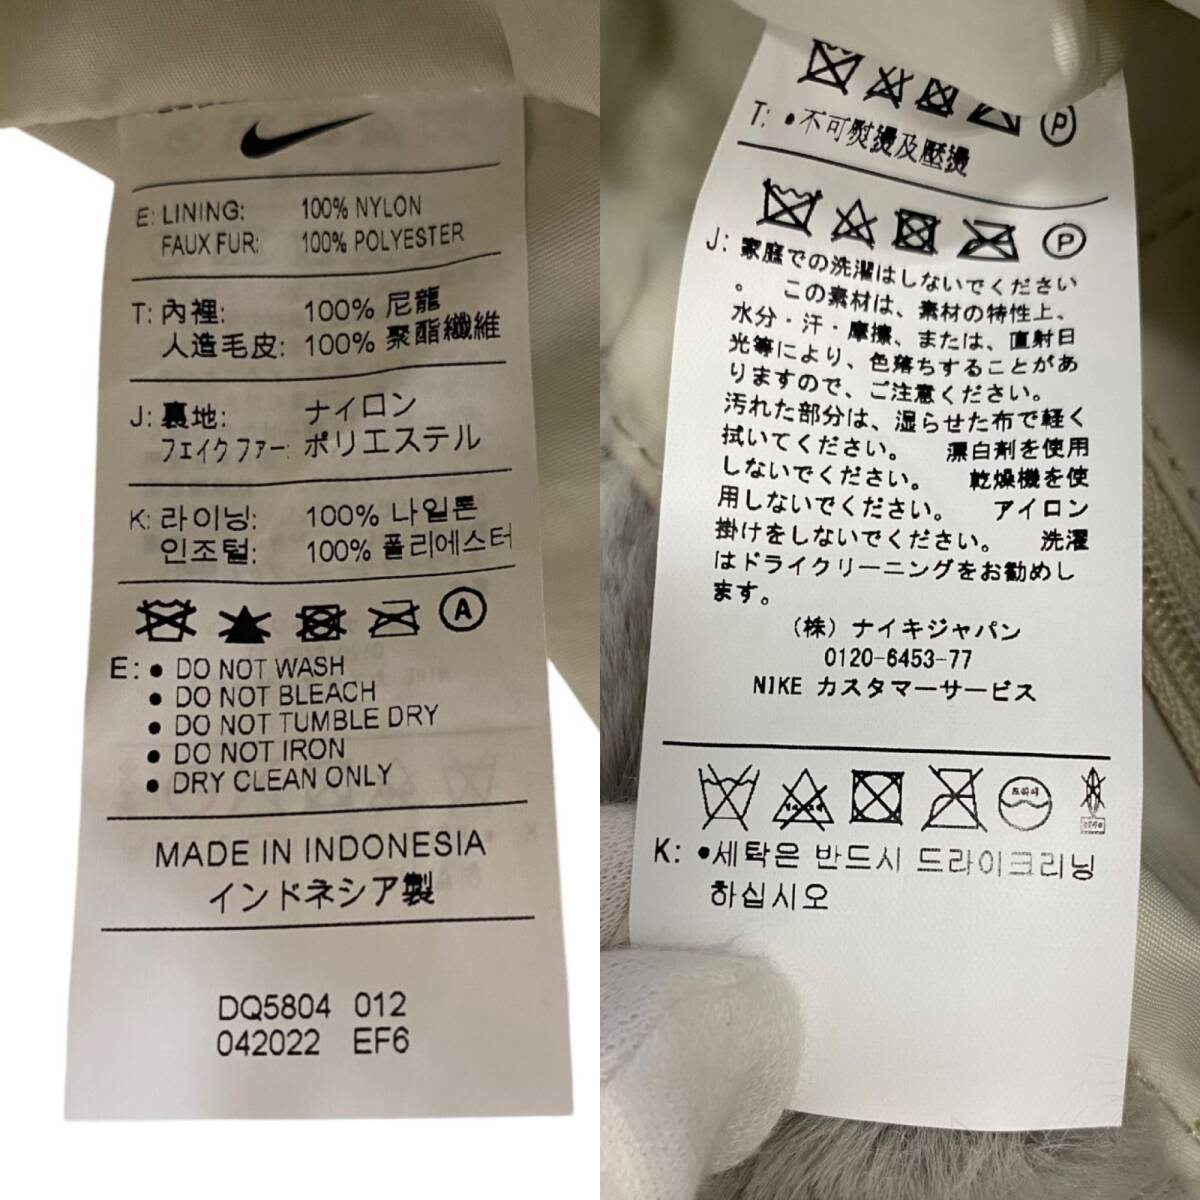 E: LINING: 100% NYLON
FAUX FUR: 100% POLYESTER
T: 內裡: 100% 尼龍
人造毛皮: 100% 聚酯纖維
J: 裏地: ナイロン
フェイクファー: ポリエステル
K: 라이닝: 100% 나일론
인조털: 100% 폴리에스터
A
E: • DO NOT WASH
• DO NOT BLEACH
• DO NOT TUMBLE DRY
• DO NOT IRON
• DRY CLEAN ONLY
MADE IN INDONESIA
インドネシア製
DQ5804 012
042022 EF6
P
T: •不可熨燙及壓燙
P
J: 家庭での洗濯はしないでください
。 この素材は、素材の特性上、
水分・汗・摩擦、または、直射日
光等により、色落ちすることがあ
りますので、ご注意ください。
汚れた部分は、湿らせた布で軽く
拭いてください。 漂白剤を使用
しないでください。 乾燥機を使
用しないでください。 アイロン
掛けをしないでください。 洗濯
はドライクリーニングをお勧めし
ます。
(株) ナイキジャパン
0120-6453-77
NIKE カスタマーサービス
드라이
K: •세탁은 반드시 드라이크리닝
하십시오